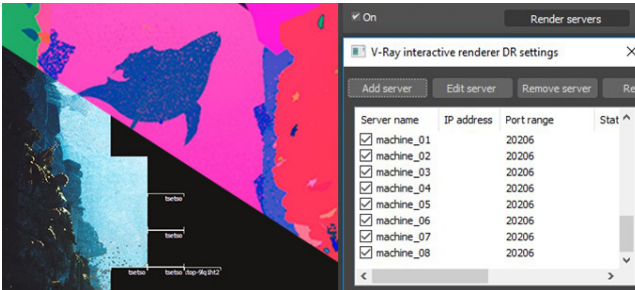 On
Render servers
V-Ray interactive renderer DR settings
Add server Edit server Remove server Re
Server name IP address Port range Stat
machine_01 20206
machine_02 20206
machine_03 20206
machine_04 20206
machine_05 20206
machine_06 20206
machine_07 20206
machine_08 20206
tsetso
tsetso
tsetso tsetso